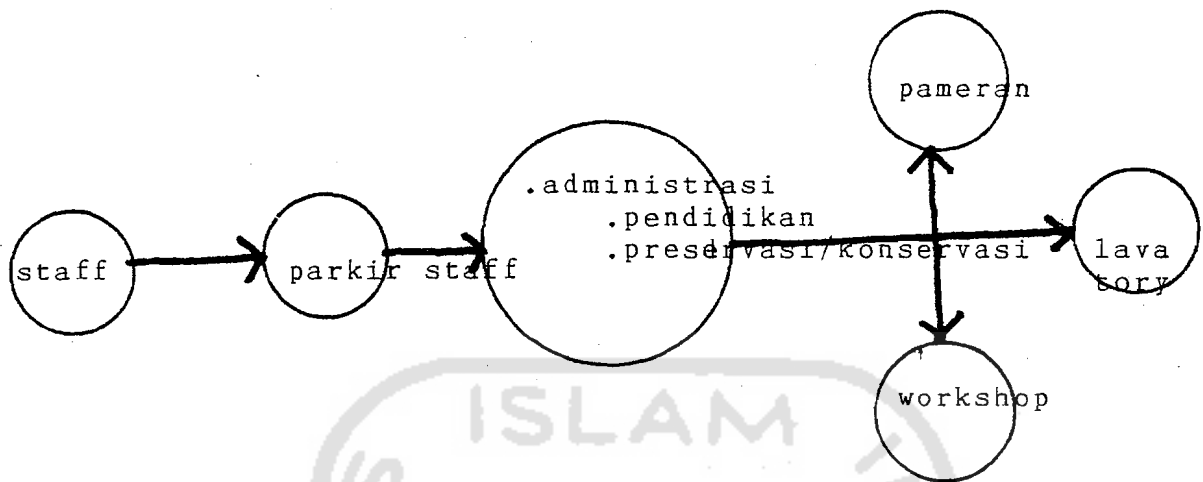 pameran
.administrasi
.pendidikan
.preservasi/konservasi
staff
parkir staff
lava
tory
workshop
ISLAM